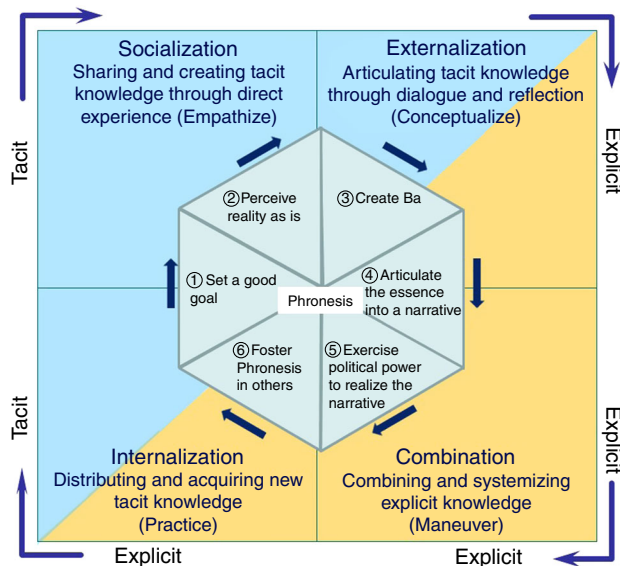 Socialization
Sharing and creating tacit
knowledge through direct
experience (Empathize)
Externalization
Articulating tacit knowledge
through dialogue and reflection
(Conceptualize)
Tacit
Explicit
②Perceive
reality as is
③Create Ba
①Set a good
goal
④Articulate
the essence
into a narrative
Phronesis
⑥Foster
Phronesis
in others
⑤Exercise
political power
to realize the
narrative
Tacit
Explicit
Internalization
Distributing and acquiring new
tacit knowledge
(Practice)
Combination
Combining and systemizing
explicit knowledge
(Maneuver)
Explicit
Explicit